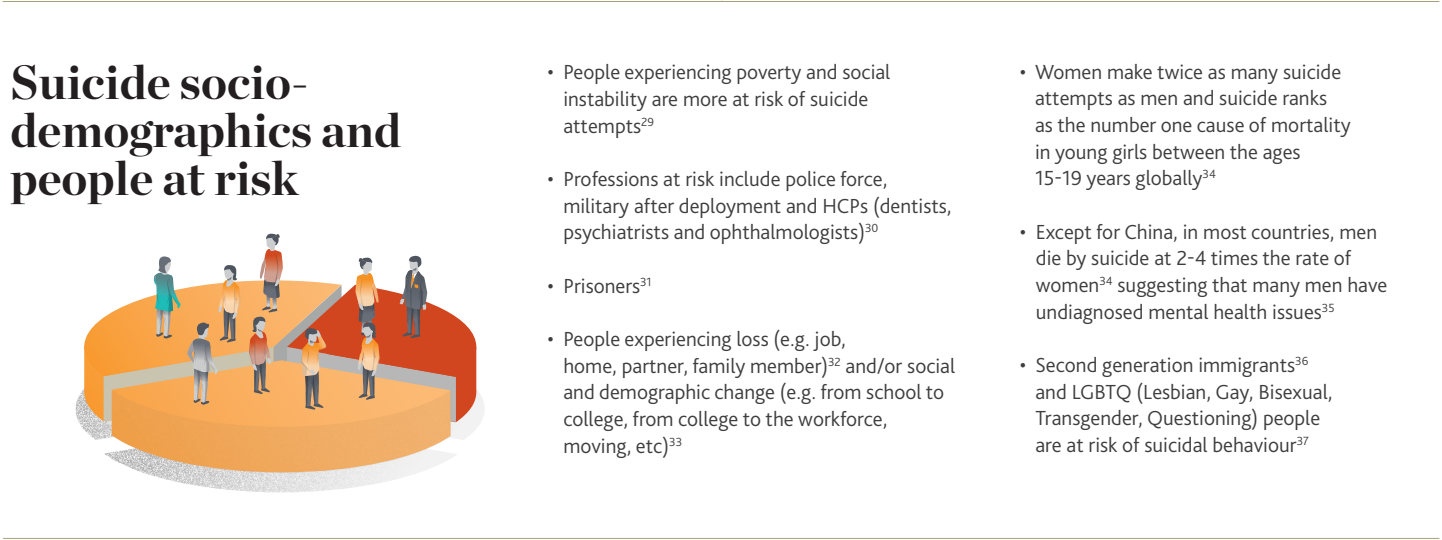 Suicide socio-
demographics and
people at risk
• People experiencing poverty and social
instability are more at risk of suicide
attempts29
• Professions at risk include police force,
military after deployment and HCPs (dentists,
psychiatrists and ophthalmologists)30
• Prisoners31
• People experiencing loss (e.g. job,
home, partner, family member)32 and/or social
and demographic change (e.g. from school to
college, from college to the workforce,
moving, etc)33
• Women make twice as many suicide
attempts as men and suicide ranks
as the number one cause of mortality
in young girls between the ages
15-19 years globally34
• Except for China, in most countries, men
die by suicide at 2-4 times the rate of
women34 suggesting that many men have
undiagnosed mental health issues35
• Second generation immigrants36
and LGBTQ (Lesbian, Gay, Bisexual,
Transgender, Questioning) people
are at risk of suicidal behaviour37